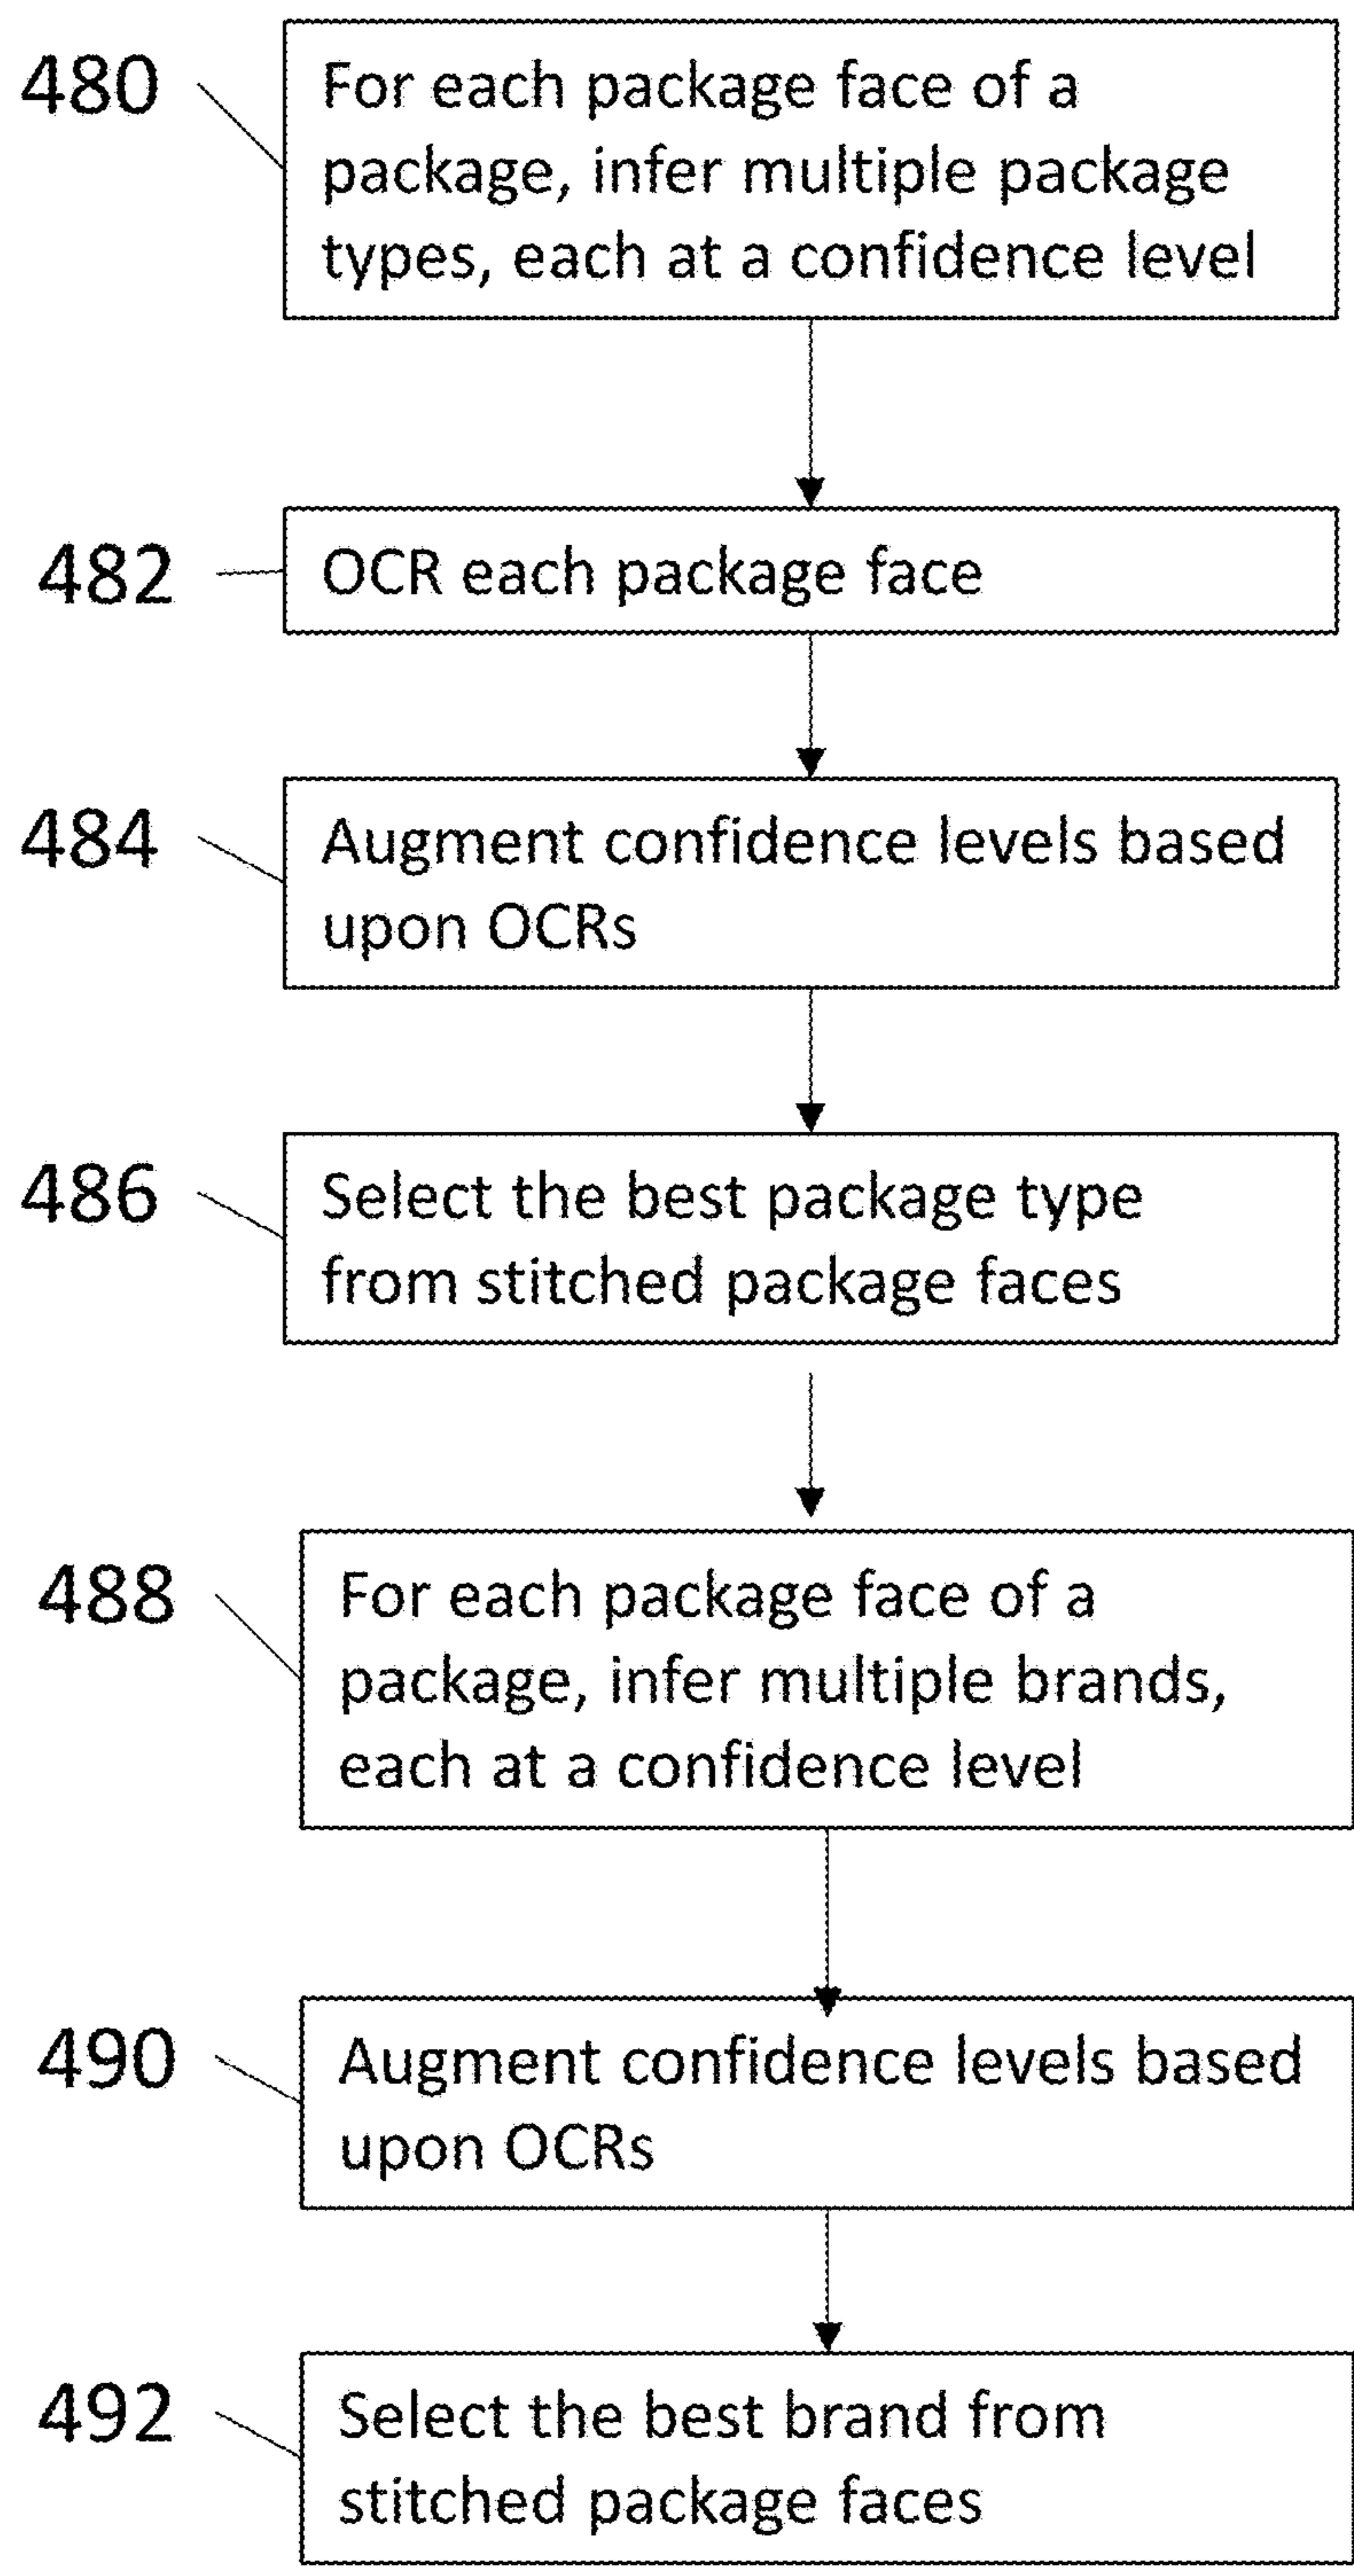 480
For each package face of a
package, infer multiple package
types, each at a confidence level
482
OCR each package face
484
Augment confidence levels based
upon OCRs
486
Select the best package type
from stitched package faces
488
For each package face of a
package, infer multiple brands,
each at a confidence level
490
Augment confidence levels based
upon OCRs
492
Select the best brand from
stitched package faces